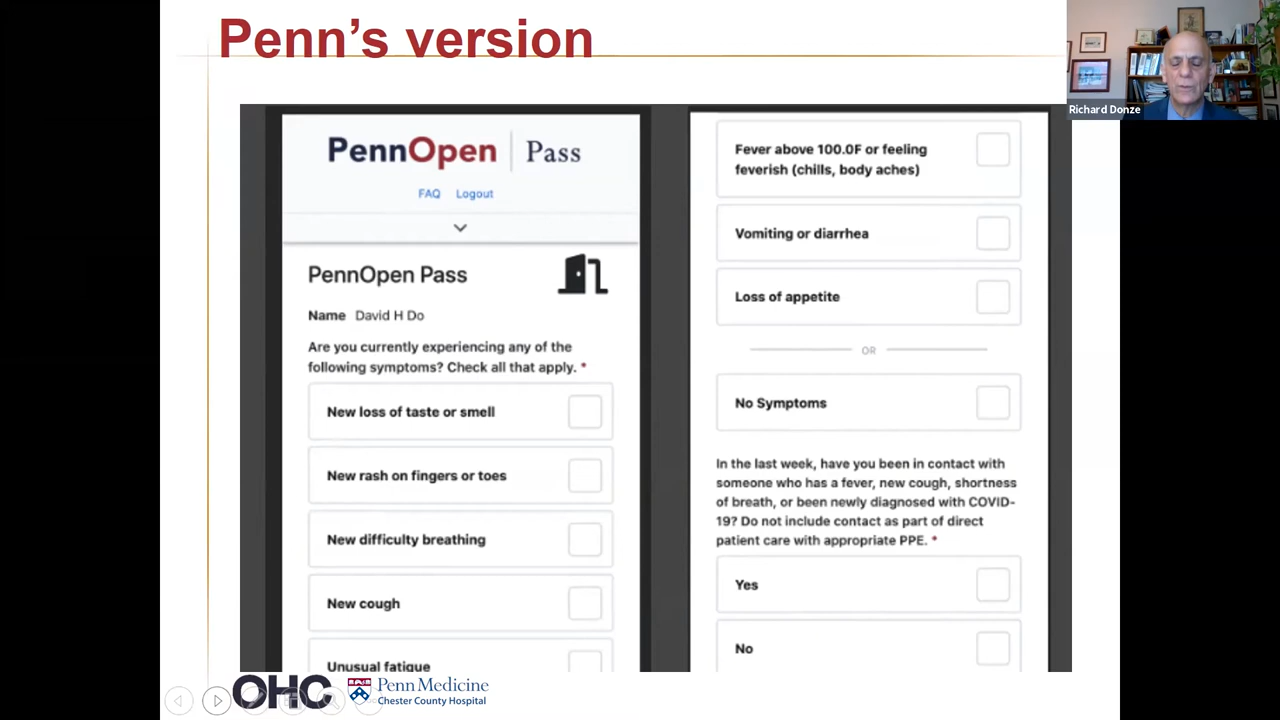 Penn's version
Richard Donze
PennOpen | Pass
FAQ Logout
PennOpen Pass
Name David H Do
Are you currently experiencing any of the
following symptoms? Check all that apply. *
New loss of taste or smell
New rash on fingers or toes
New difficulty breathing
New cough
Unusual fatigue
Fever above 100.0F or feeling
feverish (chills, body aches)
Vomiting or diarrhea
Loss of appetite
OR
No Symptoms
In the last week, have you been in contact with
someone who has a fever, new cough, shortness
of breath, or been newly diagnosed with COVID-
19? Do not include contact as part of direct
patient care with appropriate PPE. *
Yes
No
OHC
Penn Medicine
Chester County Hospital